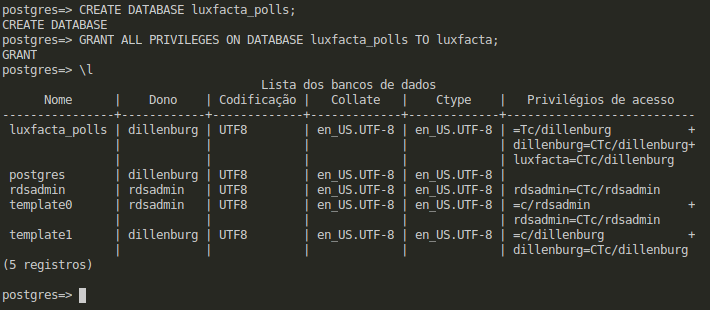 postgres=> CREATE DATABASE luxfacta_polls;
CREATE DATABASE
postgres=> GRANT ALL PRIVILEGES ON DATABASE luxfacta_polls TO luxfacta;
GRANT
postgres=> \l
                                      Lista dos bancos de dados
      Nome      |    Dono   | Codificação |   Collate   |    Ctype    |   Privilégios de acesso
----------------+-----------+-------------+-------------+-------------+-------------------------
 luxfacta_polls | dillenburg | UTF8        | en_US.UTF-8 | en_US.UTF-8 | =Tc/dillenburg          +
                |           |             |             |             | dillenburg=CTc/dillenburg+
                |           |             |             |             | luxfacta=CTc/dillenburg
 postgres       | dillenburg | UTF8        | en_US.UTF-8 | en_US.UTF-8 |
 rdsadmin       | rdsadmin  | UTF8        | en_US.UTF-8 | en_US.UTF-8 | rdsadmin=CTc/rdsadmin
 template0      | rdsadmin  | UTF8        | en_US.UTF-8 | en_US.UTF-8 | =c/rdsadmin             +
                |           |             |             |             | rdsadmin=CTc/rdsadmin
 template1      | dillenburg | UTF8        | en_US.UTF-8 | en_US.UTF-8 | =c/dillenburg           +
                |           |             |             |             | dillenburg=CTc/dillenburg
(5 registros)
postgres=>